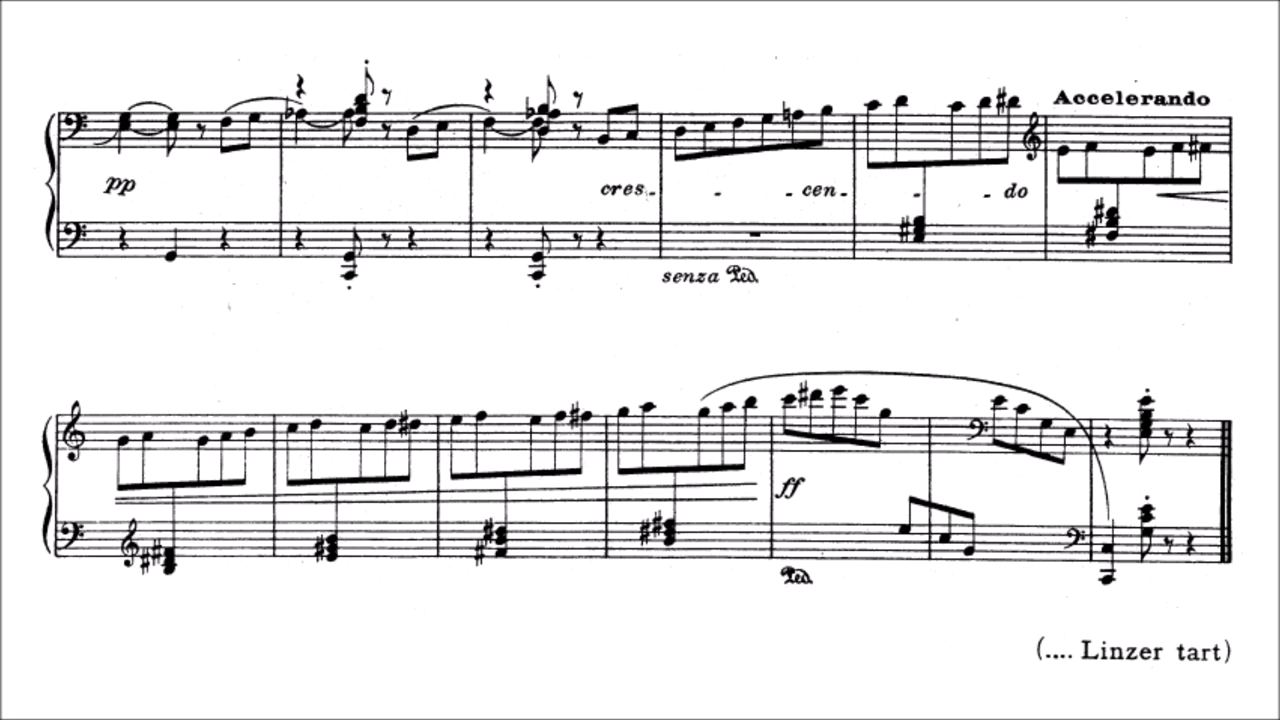 Accelerando
pp cres - - cen - - do
senza Ped.
ff
Ped.
(.... Linzer tart)